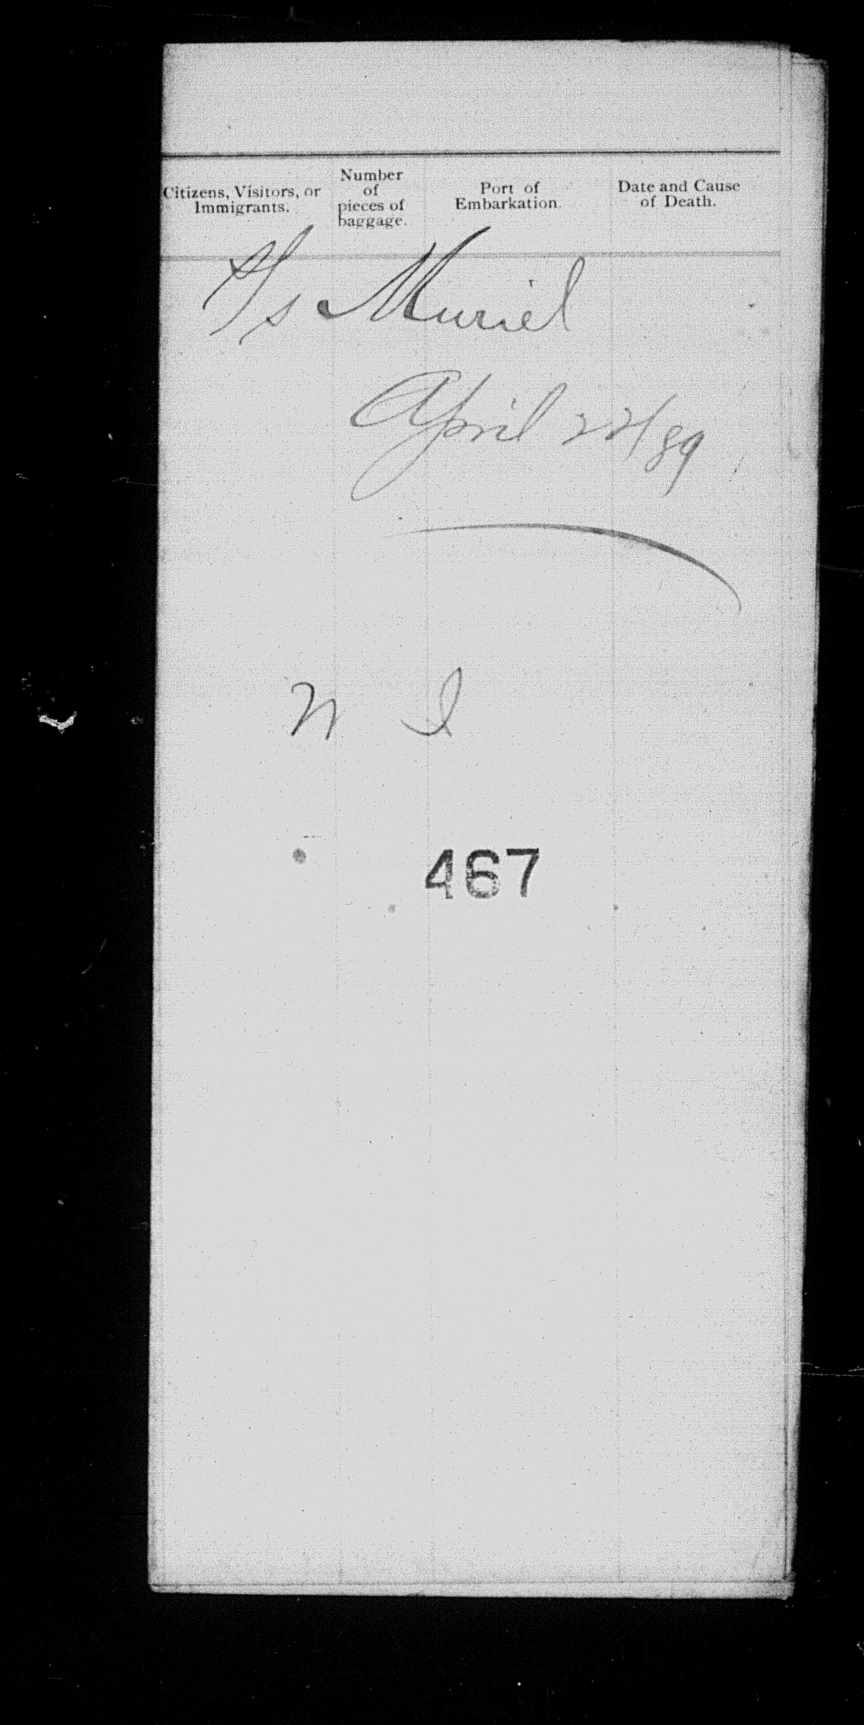 Citizens, Visitors, or Immigrants.
Number of pieces of baggage.
Port of Embarkation.
Date and Cause of Death.
S/s Muriel
April 22/89
W I
467